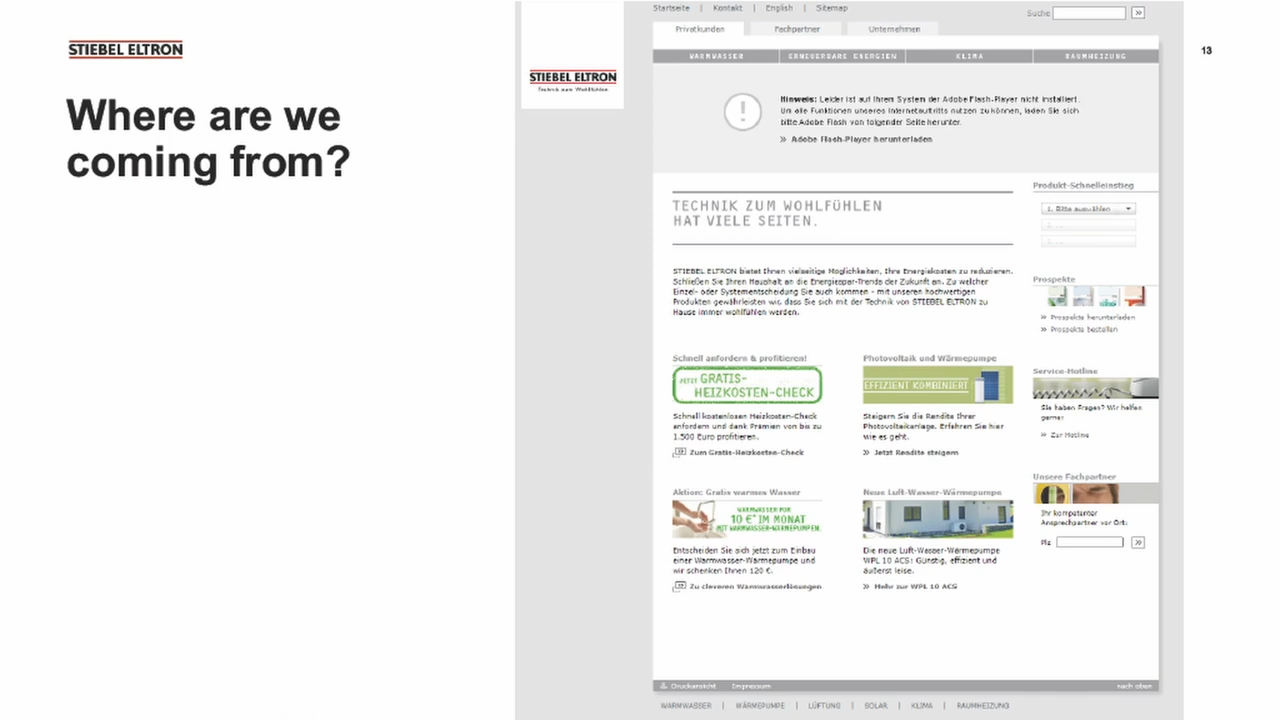 STIEBEL ELTRON
Where are we
coming from?
13
Startseite | Kontakt | English | Sitemap
Suche
Privatkunden Fachpartner Unternehmen
STIEBEL ELTRON
Technik zum Wohlfühlen
WARMWASSER ERNEUERBARE ENERGIEN KLIMA RAUMHEIZUNG
Hinweis: Leider ist auf Ihrem System der Adobe Flash-Player nicht installiert.
Um alle Funktionen unseres Internetauftritts nutzen zu können, laden Sie sich
bitte Adobe Flash von folgender Seite herunter.
» Adobe Flash-Player herunterladen
TECHNIK ZUM WOHLFÜHLEN
HAT VIELE SEITEN.
STIEBEL ELTRON bietet Ihnen vielseitige Möglichkeiten, Ihre Energiekosten zu reduzieren.
Schließen Sie Ihren Haushalt an die Energiespar-Trends der Zukunft an. Zu welcher
Einzel- oder Systementscheidung Sie auch kommen - mit unseren hochwertigen
Produkten gewährleisten wir, dass Sie sich mit der Technik von STIEBEL ELTRON zu
Hause immer wohlfühlen werden.
Schnell anfordern & profitieren!
JETZT GRATIS-
HEIZKOSTEN-CHECK
Schnell kostenlosen Heizkosten-Check
anfordern und dank Prämien von bis zu
1.500 Euro profitieren.
Zum Gratis-Heizkosten-Check
Photovoltaik und Wärmepumpe
EFFIZIENT KOMBINIERT
Steigern Sie die Rendite Ihrer
Photovoltaikanlage. Erfahren Sie hier
wie es geht.
» Jetzt Rendite steigern
Aktion: Gratis warmes Wasser
WARMWASSER FÜR
10 €* IM MONAT
MIT WARMWASSER-WÄRMEPUMPEN.
Entscheiden Sie sich jetzt zum Einbau
einer Warmwasser-Wärmepumpe und
wir schenken Ihnen 120 €.
Zu cleveren Warmwasserlösungen
Neue Luft-Wasser-Wärmepumpe
Die neue Luft-Wasser-Wärmepumpe
WPL 10 ACS: Günstig, effizient und
äußerst leise.
» Mehr zur WPL 10 ACS
Produkt-Schnelleinstieg
1. Bitte auswählen
Prospekte
» Prospekte herunterladen
» Prospekte bestellen
Service-Hotline
Sie haben Fragen? Wir helfen
gerne!
» Zur Hotline
Unsere Fachpartner
Ihr kompetenter
Ansprechpartner vor Ort:
Plz
Druckansicht Impressum nach oben
WARMWASSER | WÄRMEPUMPE | LÜFTUNG | SOLAR | KLIMA | RAUMHEIZUNG